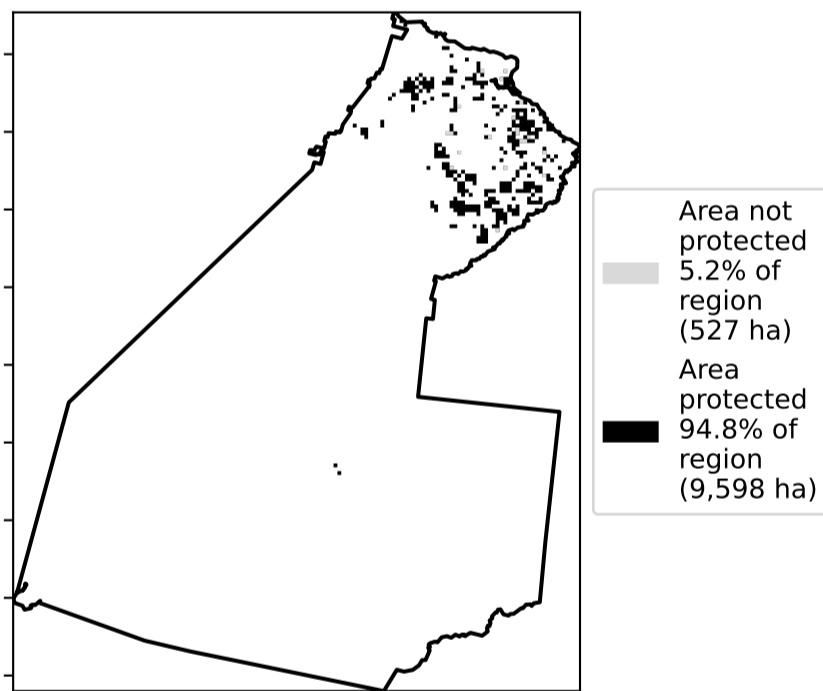 Area not
protected
5.2% of
region
(527 ha)
Area
protected
94.8% of
region
(9,598 ha)